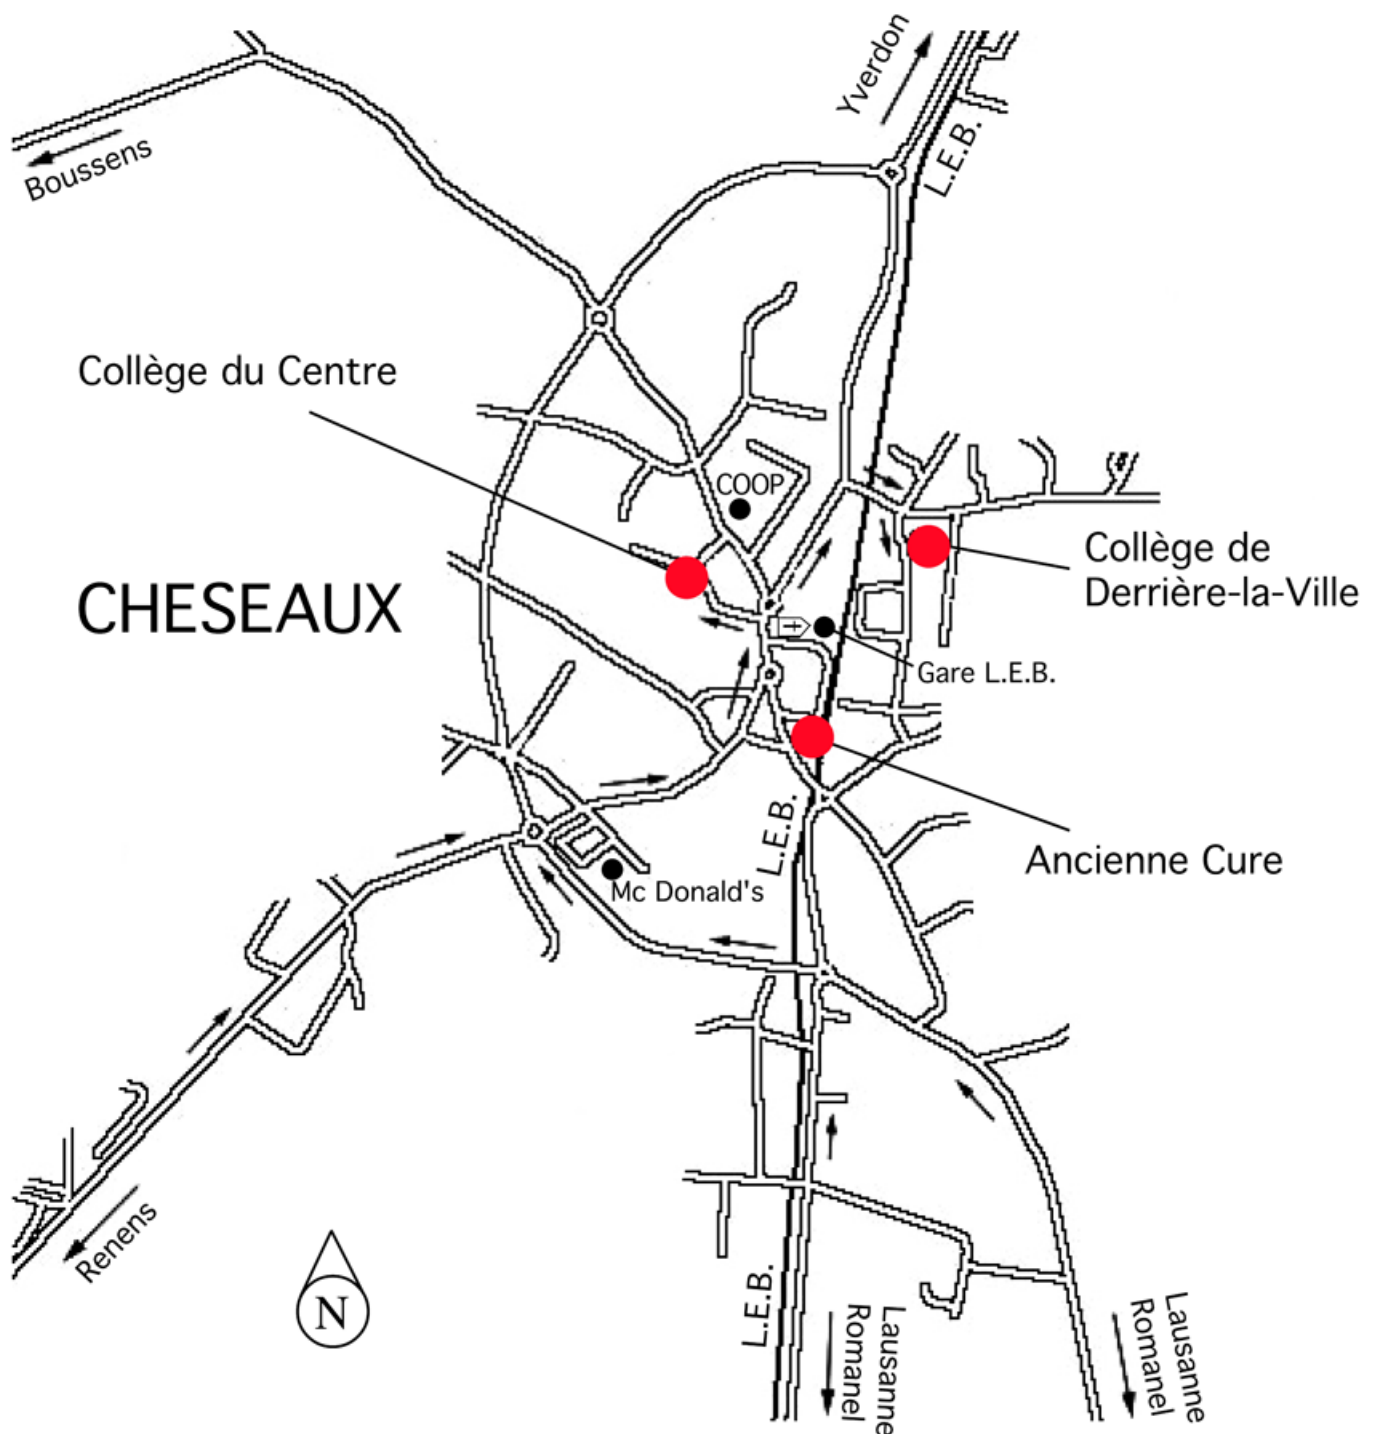 Yverdon
L.E.B.
Boussens
Collège du Centre
COOP
Collège de
Derrière-la-Ville
CHESEAUX
Gare L.E.B.
L.E.B.
Ancienne Cure
Mc Donald's
Renens
N
L.E.B.
Lausanne
Romanel
Lausanne
Romanel